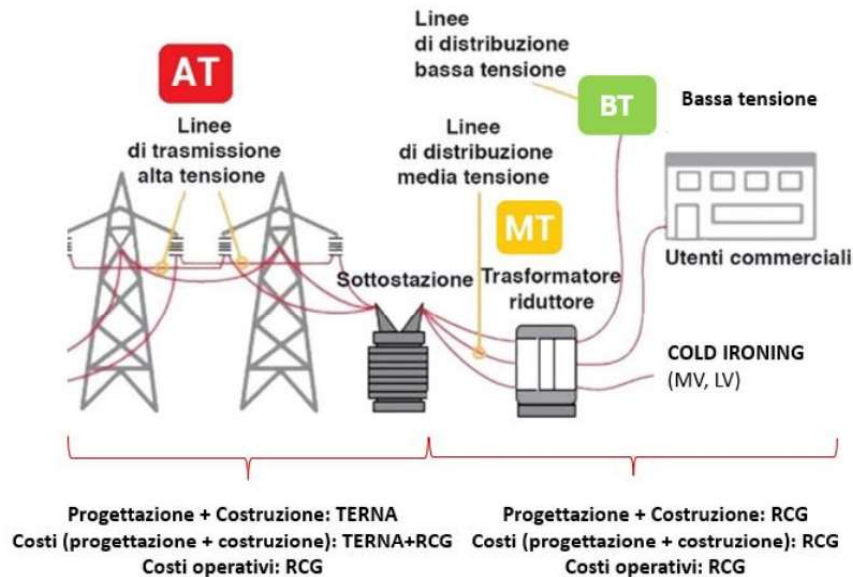 AT
Linee
di trasmissione
alta tensione
Linee
di distribuzione
bassa tensione
BT
Bassa tensione
Linee
di distribuzione
media tensione
MT
Sottostazione
Trasformatore
riduttore
Utenti commerciali
COLD IRONING
(MV, LV)
Progettazione + Costruzione: TERNA
Costi (progettazione + costruzione): TERNA+RCG
Costi operativi: RCG
Progettazione + Costruzione: RCG
Costi (progettazione + costruzione): RCG
Costi operativi: RCG